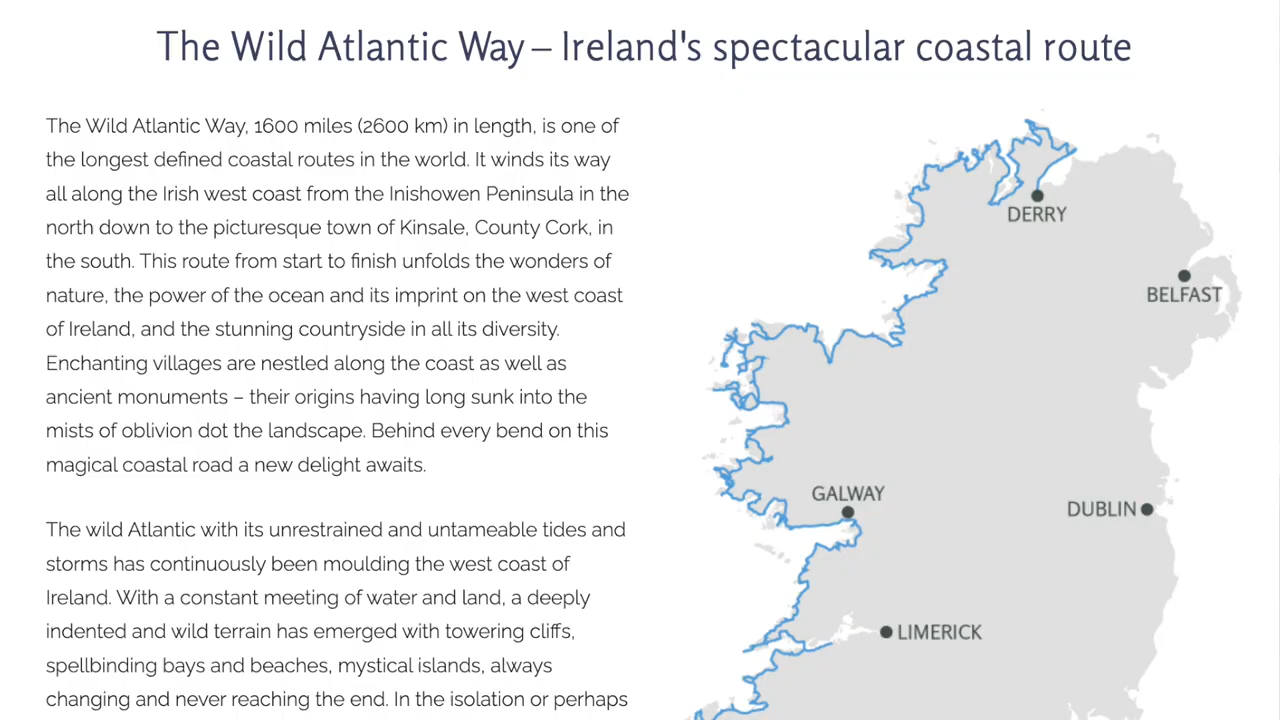 The Wild Atlantic Way – Ireland's spectacular coastal route
The Wild Atlantic Way, 1600 miles (2600 km) in length, is one of
the longest defined coastal routes in the world. It winds its way
all along the Irish west coast from the Inishowen Peninsula in the
north down to the picturesque town of Kinsale, County Cork, in
the south. This route from start to finish unfolds the wonders of
nature, the power of the ocean and its imprint on the west coast
of Ireland, and the stunning countryside in all its diversity.
Enchanting villages are nestled along the coast as well as
ancient monuments – their origins having long sunk into the
mists of oblivion dot the landscape. Behind every bend on this
magical coastal road a new delight awaits.
The wild Atlantic with its unrestrained and untameable tides and
storms has continuously been moulding the west coast of
Ireland. With a constant meeting of water and land, a deeply
indented and wild terrain has emerged with towering cliffs,
spellbinding bays and beaches, mystical islands, always
changing and never reaching the end. In the isolation or perhaps
DERRY
BELFAST
GALWAY
DUBLIN
LIMERICK